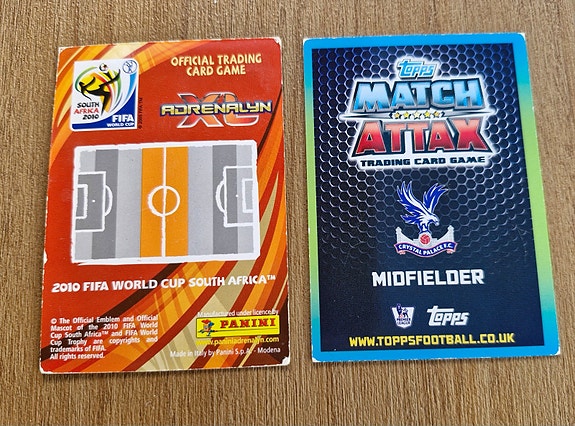 OFFICIAL TRADING
CARD GAME
SOUTH
AFRICA
2010
FIFA
WORLD CUP
ADRENALYN
XL
2010 FIFA WORLD CUP SOUTH AFRICA™
© The Official Emblem and Official
Mascot of the 2010 FIFA World
Cup South Africa™ and FIFA World
Cup Trophy are copyrights and
trademarks of FIFA.
All rights reserved.
Manufactured under licence by
PANINI
www.paniniadrenalyn.com
Made in Italy by Panini S.p.A. - Modena
Topps
MATCH
ATTAX
TRADING CARD GAME
CRYSTAL PALACE F.C.
MIDFIELDER
PREMIER
LEAGUE
Topps
WWW.TOPPSFOOTBALL.CO.UK